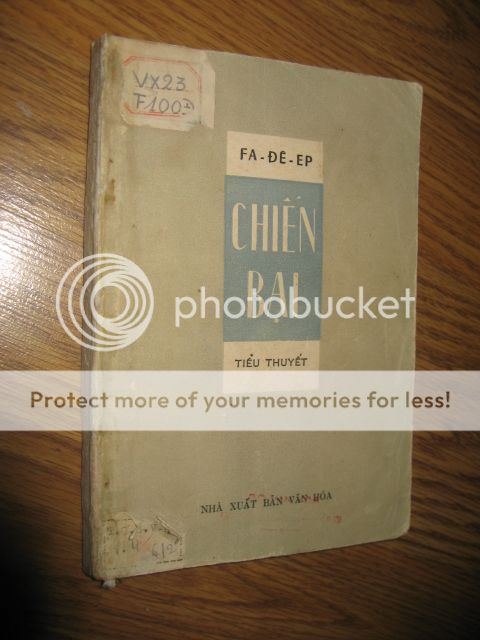 VX23
F100
FA-ĐÊ-EP
CHIẾN
BẠI
photobucket
TIỂU THUYẾT
Protect more of your memories for less!
NHÀ XUẤT BẢN VĂN HÓA